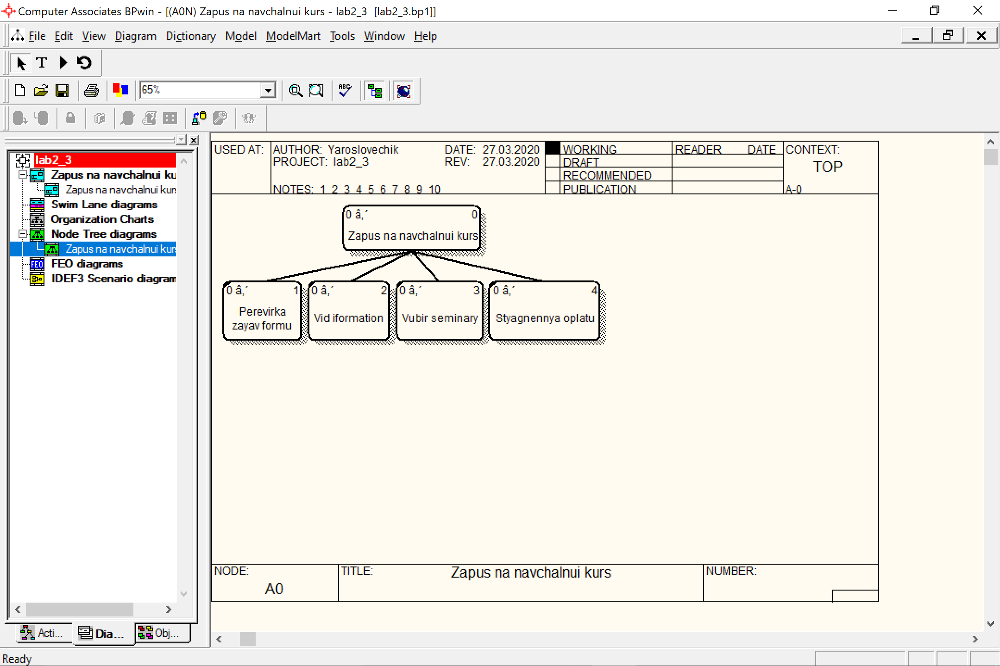 Computer Associates BPwin - [(A0N) Zapus na navchalnui kurs - lab2_3  [lab2_3.bp1]]
File Edit View Diagram Dictionary Model ModelMart Tools Window Help
T
65%
ABC
lab2_3
Zapus na navchalnui ku
Zapus na navchalnui kur
Swim Lane diagrams
Organization Charts
Node Tree diagrams
Zapus na navchalnui kur
FEO diagrams
IDEF3 Scenario diagram
Acti... Dia... Obj...
USED AT: AUTHOR: Yaroslovechik DATE: 27.03.2020 WORKING READER DATE CONTEXT:
PROJECT: lab2_3 REV: 27.03.2020 DRAFT TOP
RECOMMENDED
NOTES: 1 2 3 4 5 6 7 8 9 10 PUBLICATION A-0
0 â‚´ 0
Zapus na navchalnui kurs
0 â‚´ 1
Perevirka
zayav formu
0 â‚´ 2
Vid iformation
0 â‚´ 3
Vubir seminary
0 â‚´ 4
Styagnennya oplatu
NODE: TITLE: Zapus na navchalnui kurs NUMBER:
A0
Ready